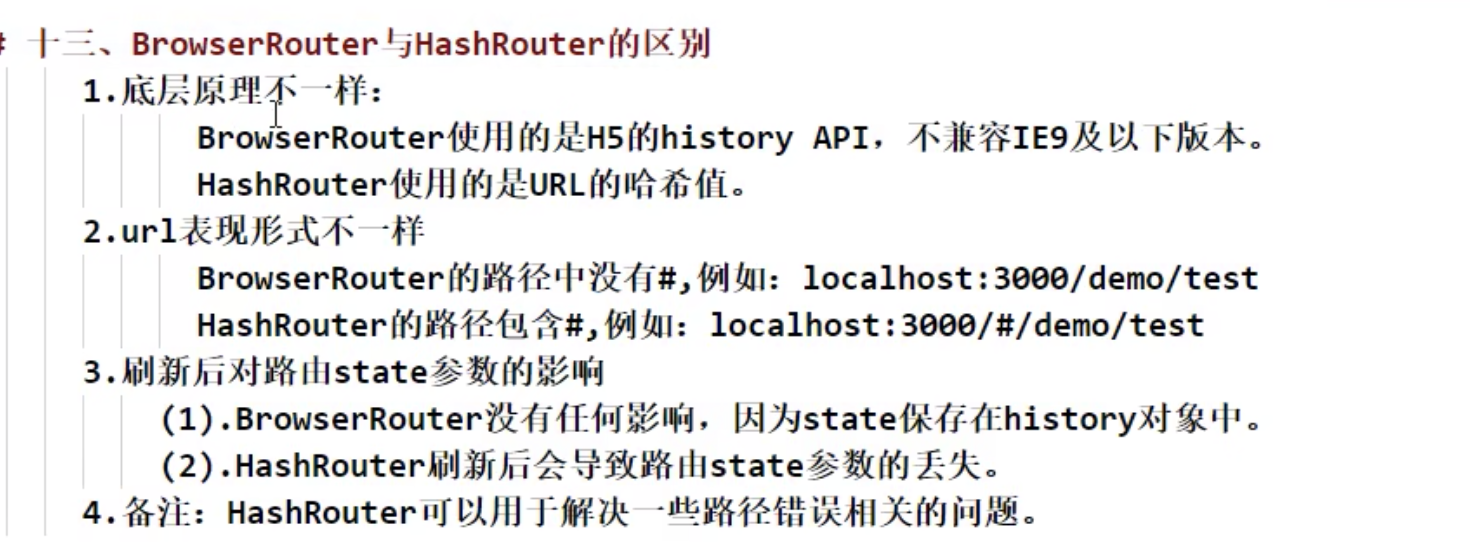 # 十三、BrowserRouter与HashRouter的区别
1.底层原理不一样：
BrowserRouter使用的是H5的history API，不兼容IE9及以下版本。
HashRouter使用的是URL的哈希值。
2.url表现形式不一样
BrowserRouter的路径中没有#,例如：localhost:3000/demo/test
HashRouter的路径包含#,例如：localhost:3000/#/demo/test
3.刷新后对路由state参数的影响
(1).BrowserRouter没有任何影响，因为state保存在history对象中。
(2).HashRouter刷新后会导致路由state参数的丢失。
4.备注：HashRouter可以用于解决一些路径错误相关的问题。